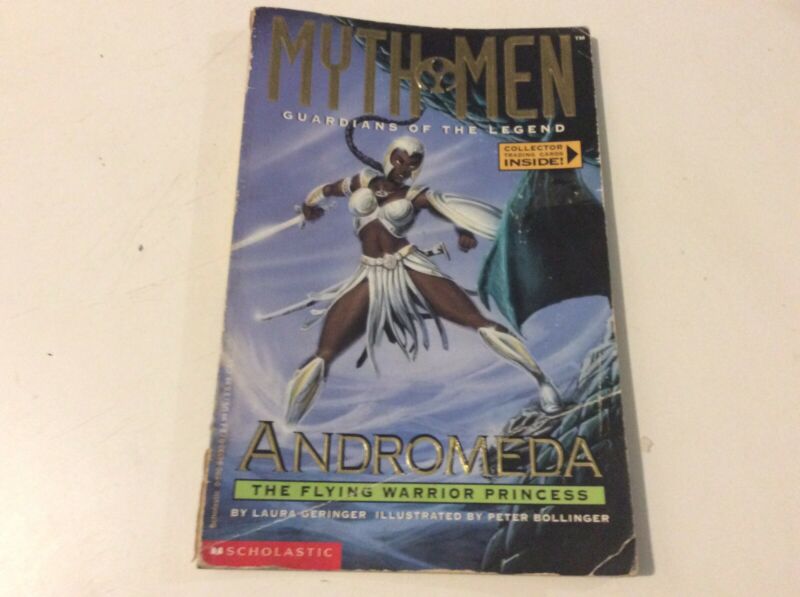 MYTH MEN™
GUARDIANS OF THE LEGEND
COLLECTOR
TRADING CARDS
INSIDE!
ANDROMEDA
THE FLYING WARRIOR PRINCESS
BY LAURA GERINGER ILLUSTRATED BY PETER BOLLINGER
SCHOLASTIC